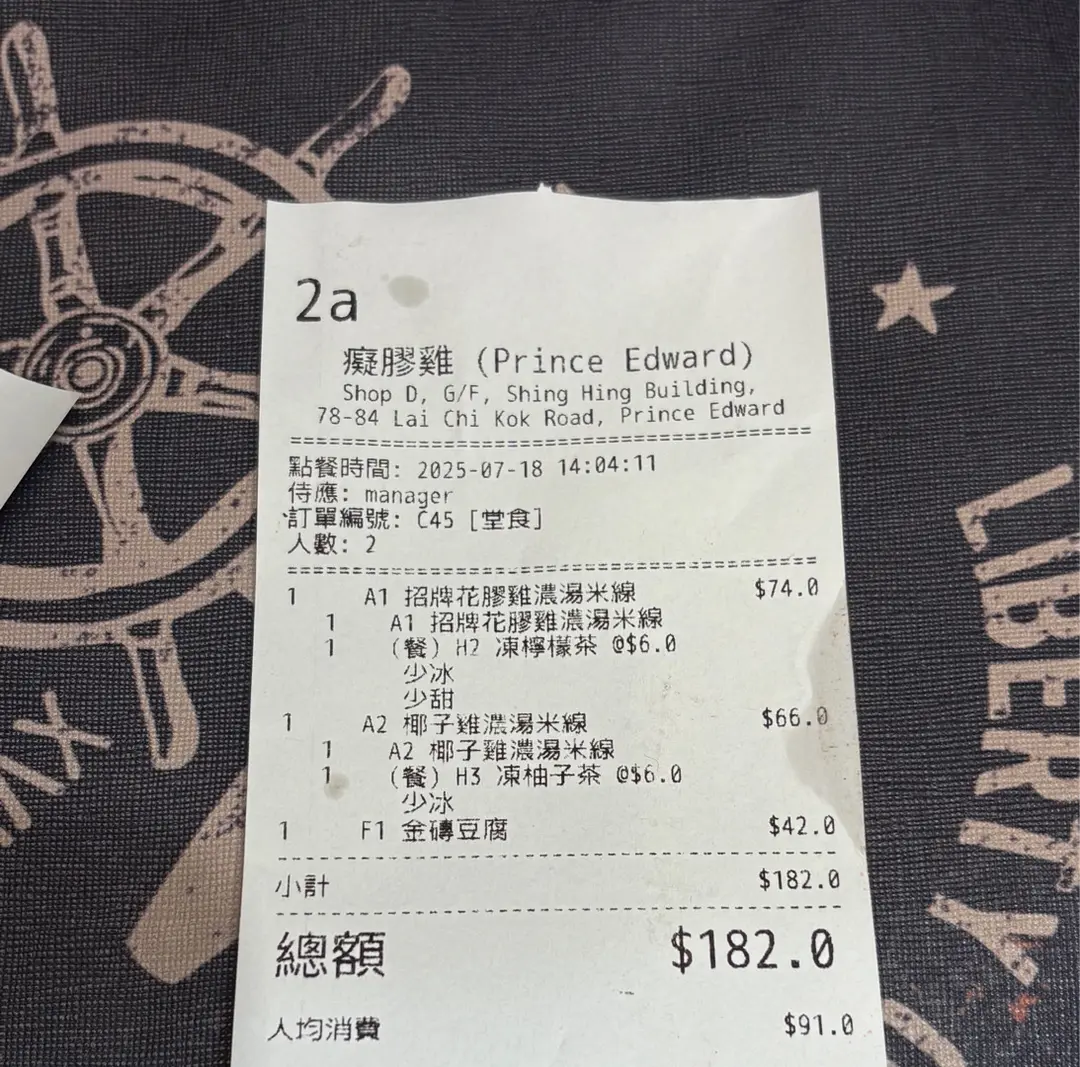 2a
癡膠雞 (Prince Edward)
Shop D, G/F, Shing Hing Building,
78-84 Lai Chi Kok Road, Prince Edward
點餐時間: 2025-07-18 14:04:11
侍應: manager
訂單編號: C45 [堂食]
人數: 2
1 A1 招牌花膠雞濃湯米線 $74.0
1 A1 招牌花膠雞濃湯米線
1 (餐) H2 凍檸檬茶 @$6.0
少冰
少甜
1 A2 椰子雞濃湯米線 $66.0
1 A2 椰子雞濃湯米線
1 (餐) H3 凍柚子茶 @$6.0
少冰
1 F1 金磚豆腐 $42.0
小計 $182.0
總額 $182.0
人均消費 $91.0
LIBERTY